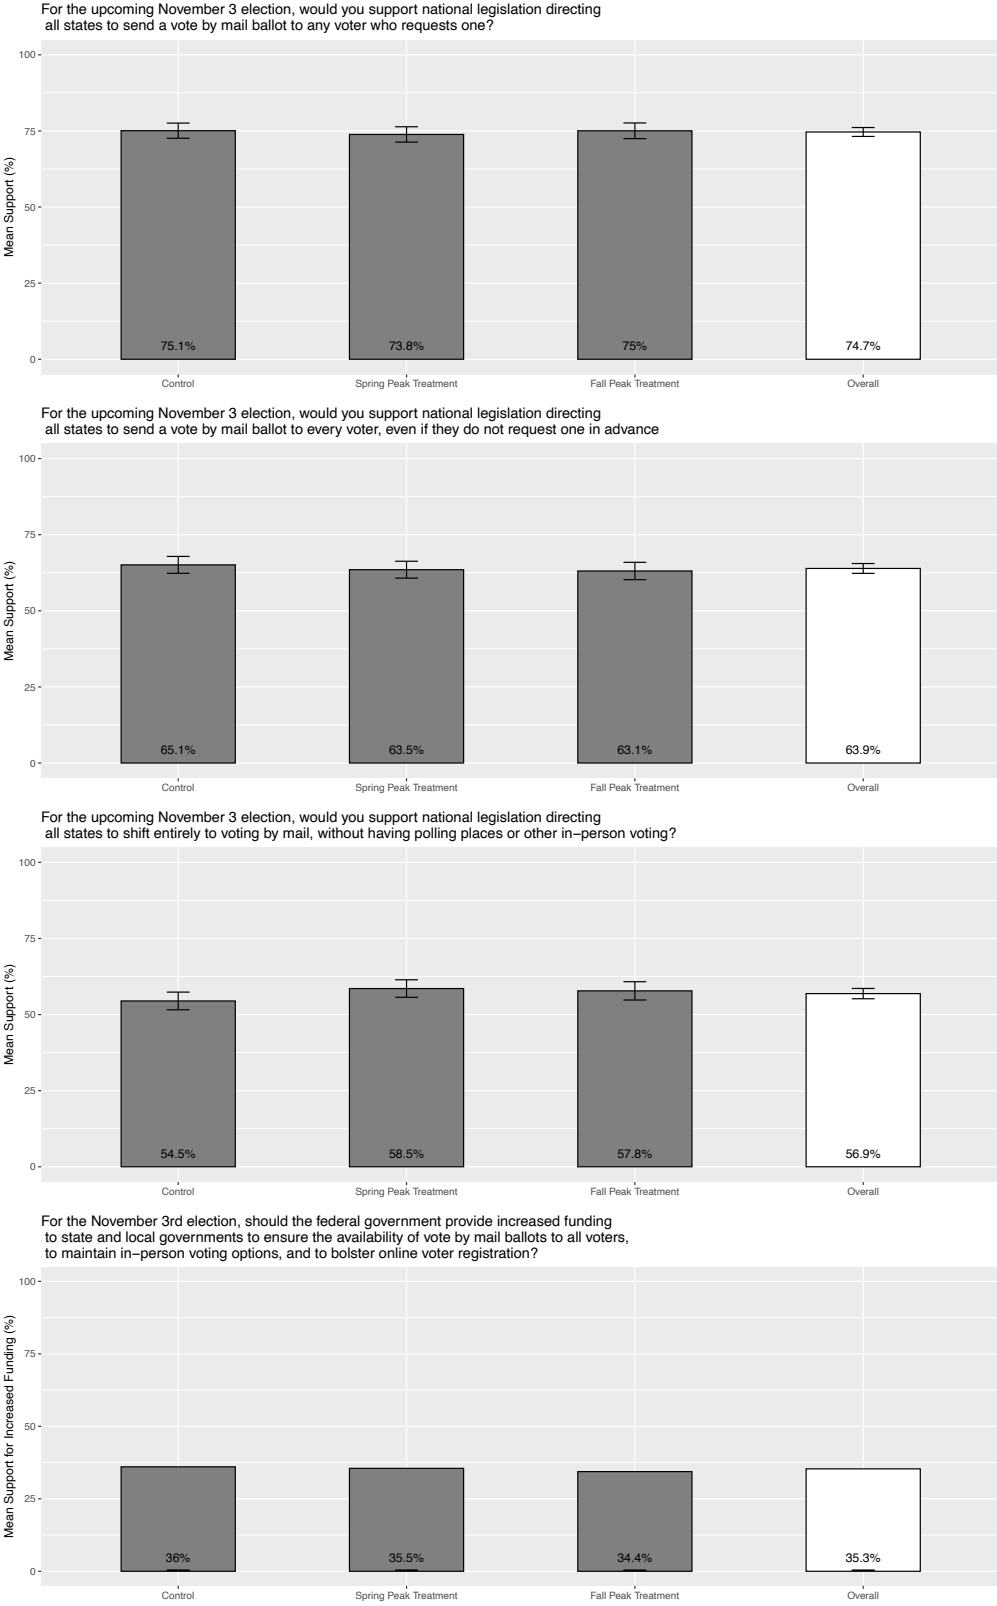 For the upcoming November 3 election, would you support national legislation directing
all states to send a vote by mail ballot to any voter who requests one?
100
75
50
25
0
Mean Support (%)
75.1%
73.8%
75%
74.7%
Control
Spring Peak Treatment
Fall Peak Treatment
Overall
For the upcoming November 3 election, would you support national legislation directing
all states to send a vote by mail ballot to every voter, even if they do not request one in advance
100
75
50
25
0
Mean Support (%)
65.1%
63.5%
63.1%
63.9%
Control
Spring Peak Treatment
Fall Peak Treatment
Overall
For the upcoming November 3 election, would you support national legislation directing
all states to shift entirely to voting by mail, without having polling places or other in−person voting?
100
75
50
25
0
Mean Support (%)
54.5%
58.5%
57.8%
56.9%
Control
Spring Peak Treatment
Fall Peak Treatment
Overall
For the November 3rd election, should the federal government provide increased funding
to state and local governments to ensure the availability of vote by mail ballots to all voters,
to maintain in−person voting options, and to bolster online voter registration?
100
75
50
25
0
Mean Support for Increased Funding (%)
36%
35.5%
34.4%
35.3%
Control
Spring Peak Treatment
Fall Peak Treatment
Overall